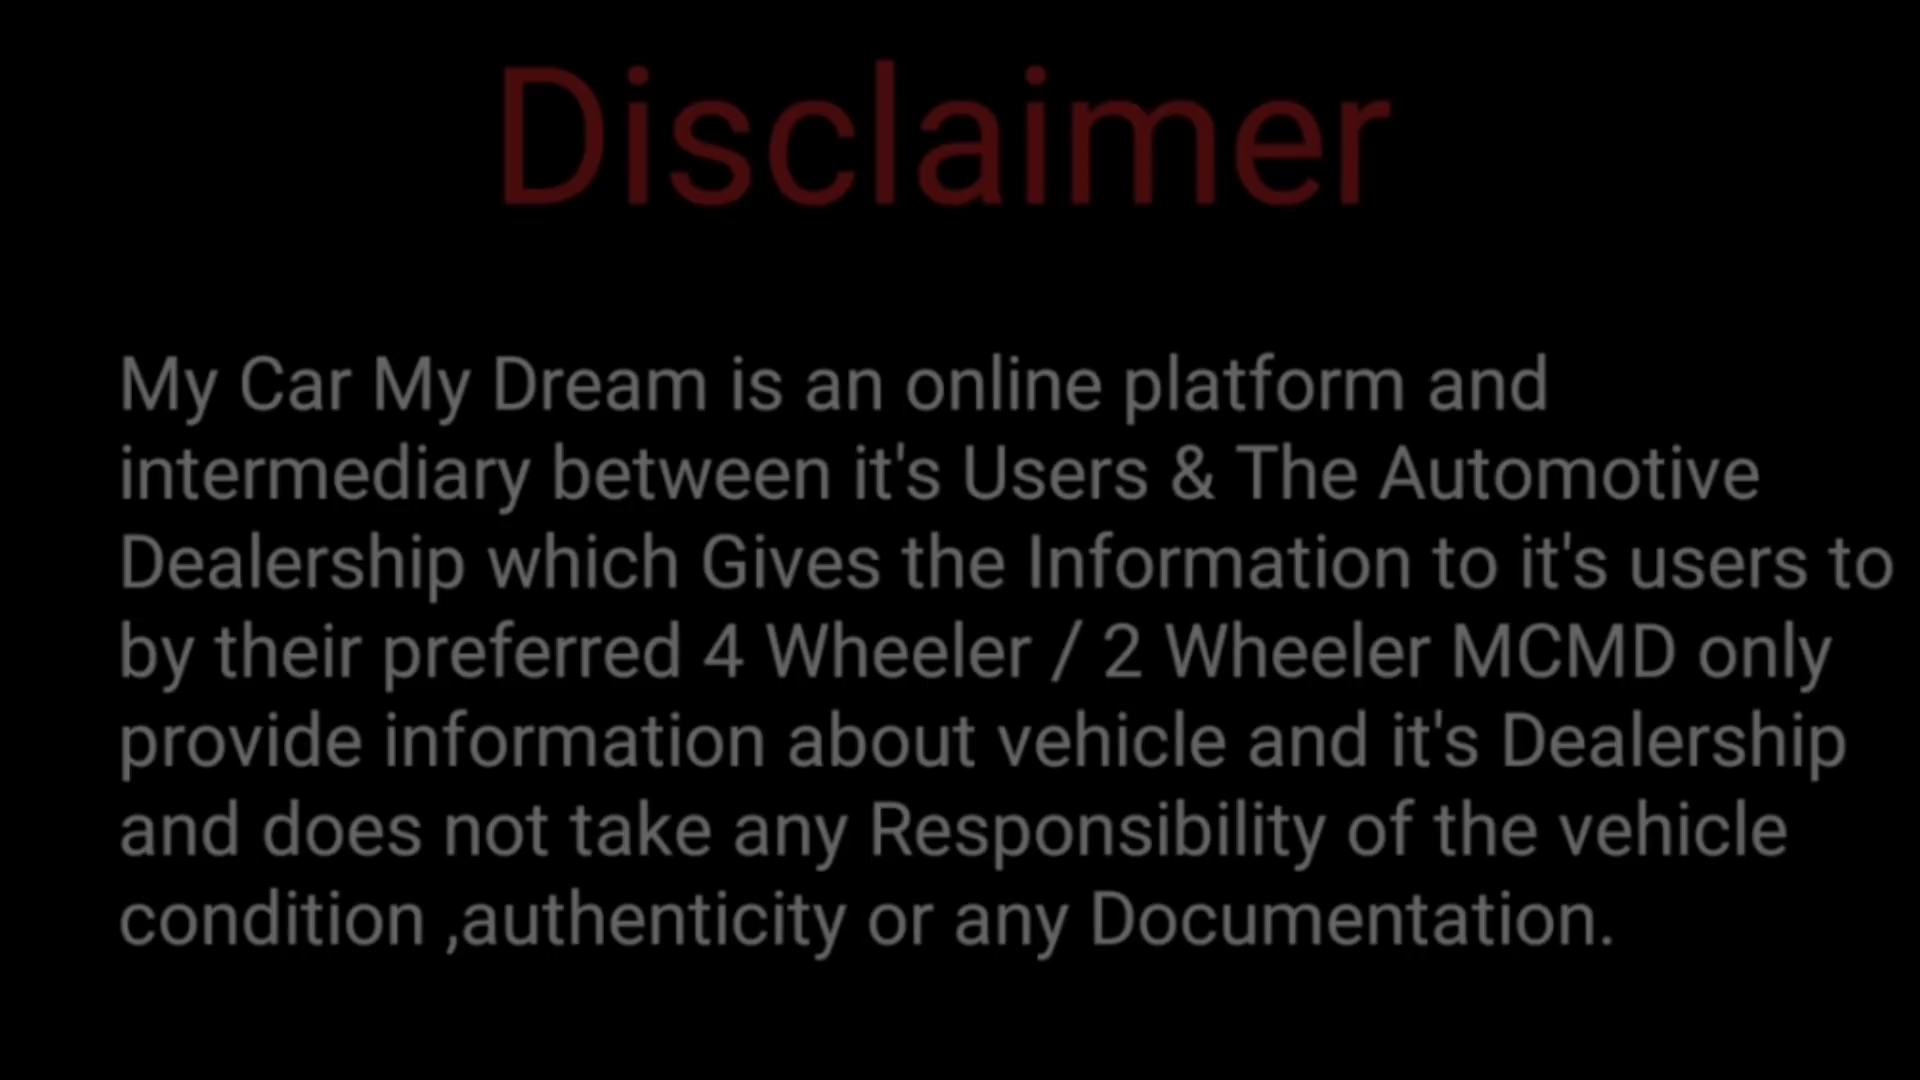 Disclaimer
My Car My Dream is an online platform and
intermediary between it's Users & The Automotive
Dealership which Gives the Information to it's users to
by their preferred 4 Wheeler / 2 Wheeler MCMD only
provide information about vehicle and it's Dealership
and does not take any Responsibility of the vehicle
condition ,authenticity or any Documentation.